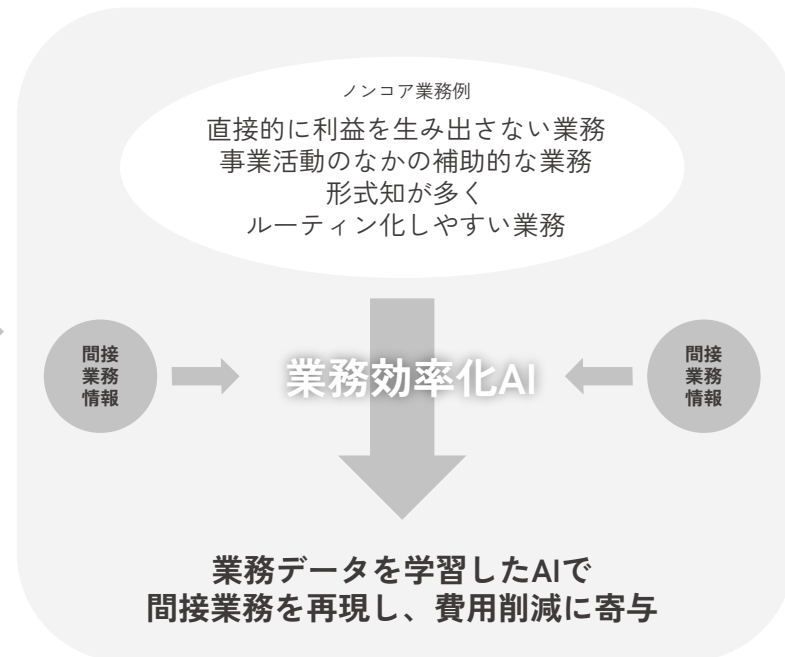 ノンコア業務例
直接的に利益を生み出さない業務
事業活動のなかの補助的な業務
形式知が多く
ルーティン化しやすい業務
間接
業務
情報
業務効率化AI
間接
業務
情報
業務データを学習したAIで
間接業務を再現し、費用削減に寄与